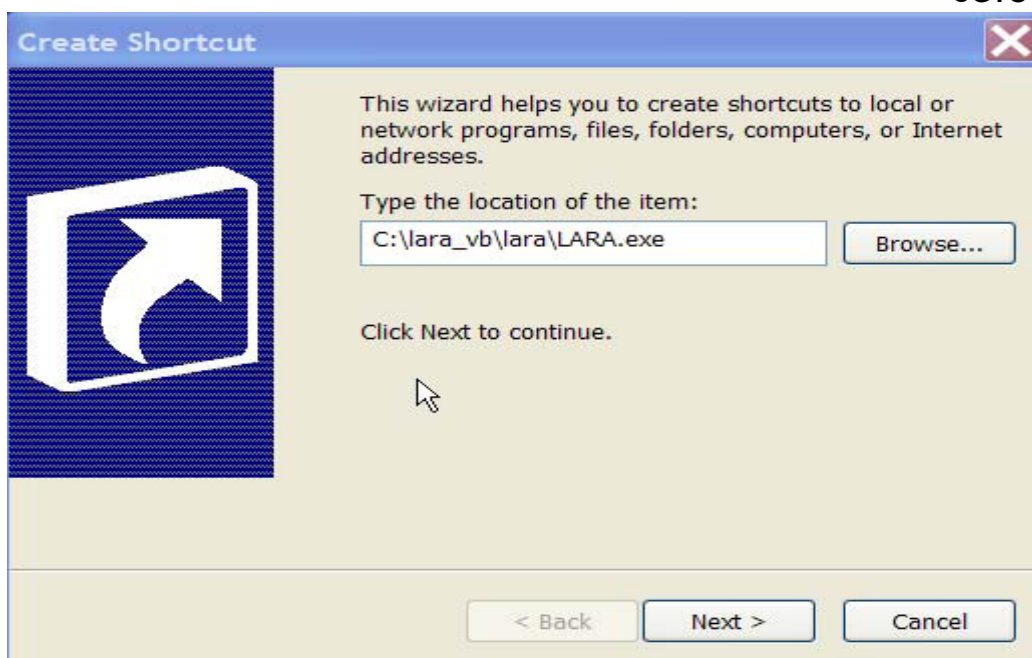 Create Shortcut
This wizard helps you to create shortcuts to local or
network programs, files, folders, computers, or Internet
addresses.
Type the location of the item:
C:\lara_vb\lara\LARA.exe
Browse...
Click Next to continue.
< Back
Next >
Cancel